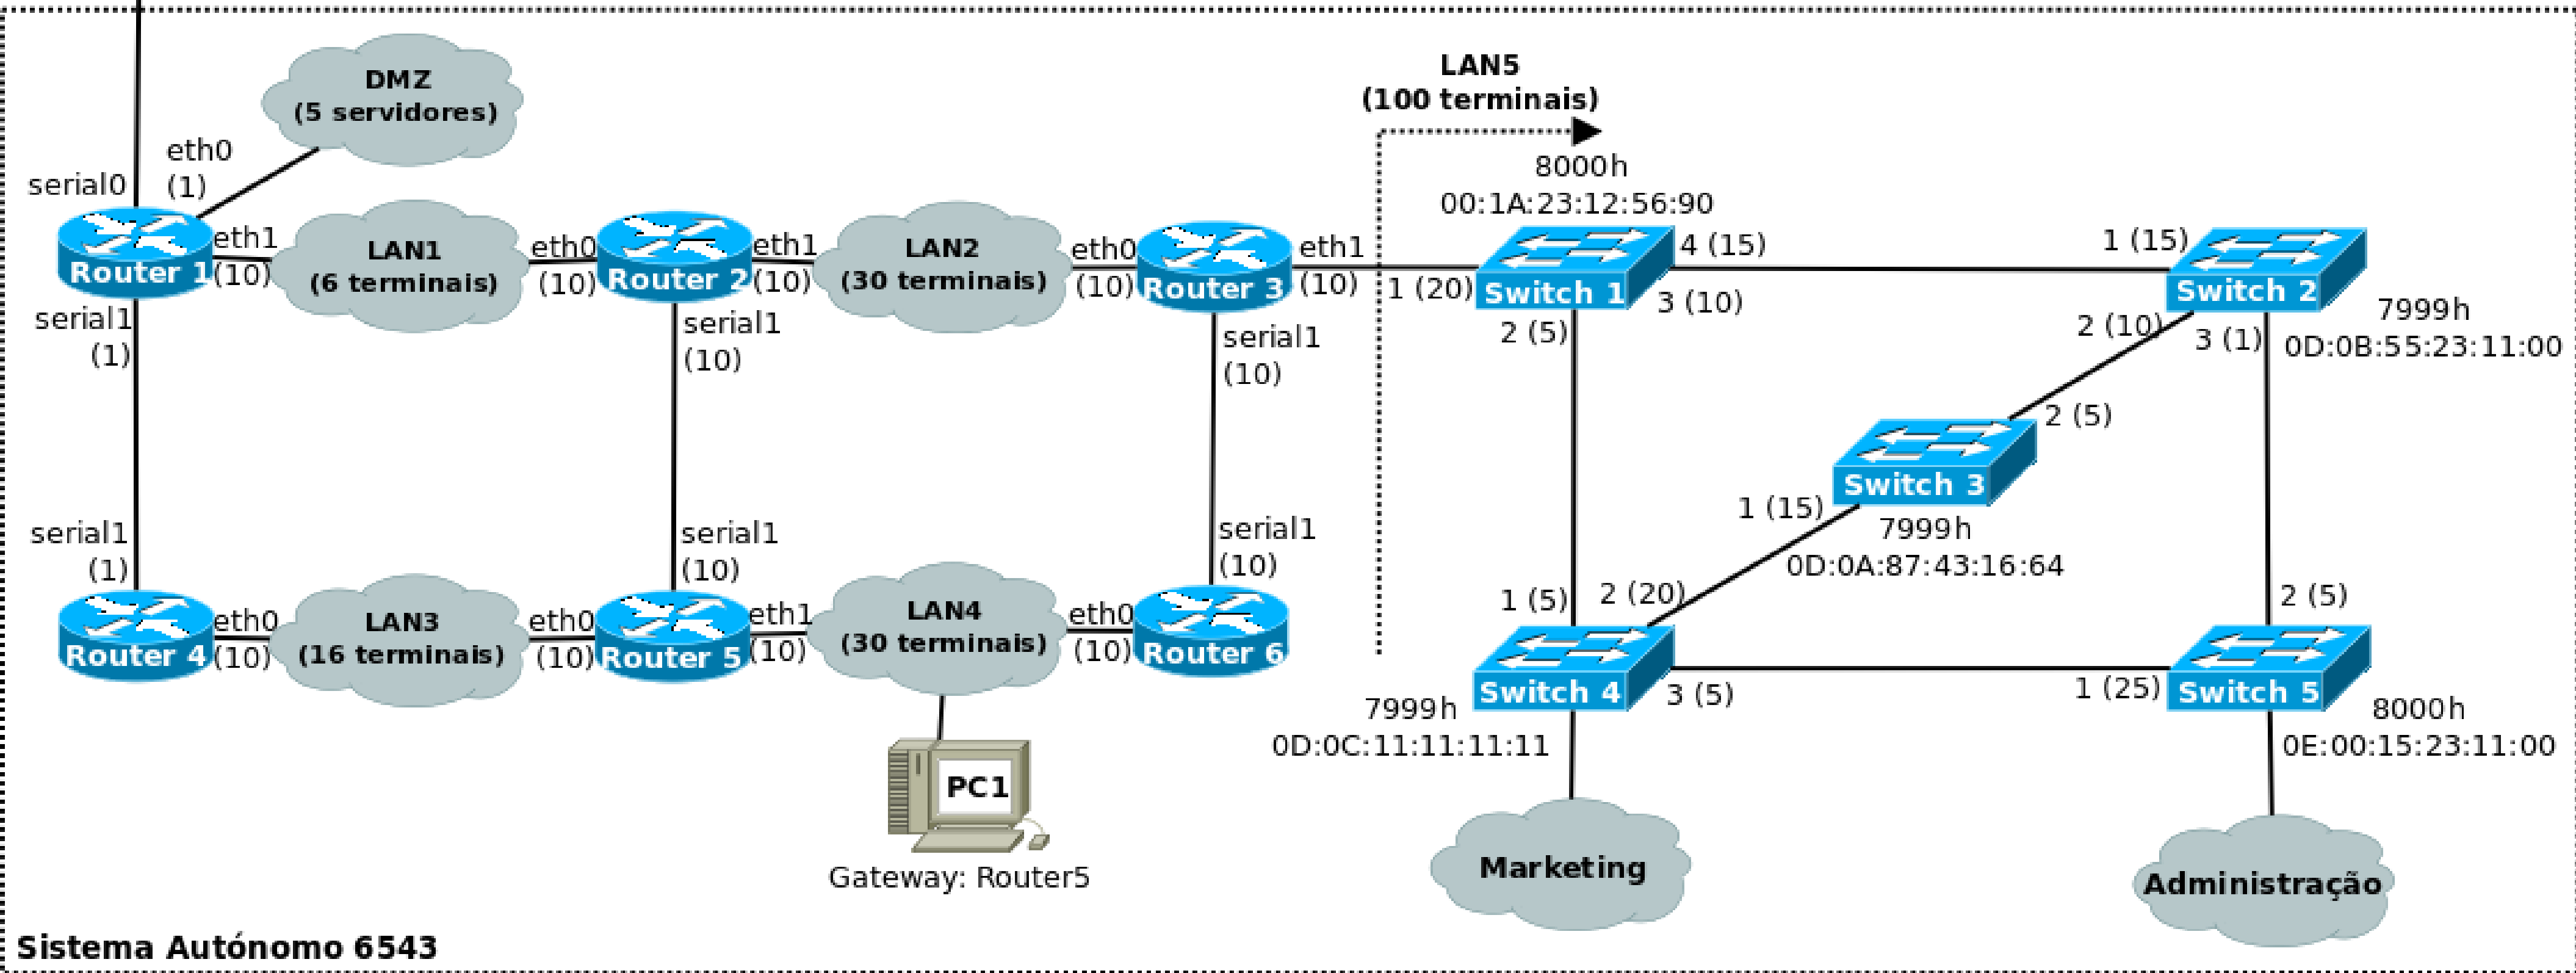 DMZ
(5 servidores)
LAN5
(100 terminais)
eth0
(1)
serial0
8000h
00:1A:23:12:56:90
Router 1
eth1
(10)
LAN1
(6 terminais)
eth0
(10)
Router 2
eth1
(10)
LAN2
(30 terminais)
eth0
(10)
Router 3
eth1
(10)
1 (20)
Switch 1
4 (15)
3 (10)
2 (5)
1 (15)
Switch 2
2 (10)
3 (1)
7999h
0D:0B:55:23:11:00
serial1
(1)
serial1
(10)
serial1
(10)
2 (5)
Switch 3
1 (15)
7999h
0D:0A:87:43:16:64
serial1
(1)
serial1
(10)
serial1
(10)
1 (5)
2 (20)
2 (5)
Router 4
eth0
(10)
LAN3
(16 terminais)
eth0
(10)
Router 5
eth1
(10)
LAN4
(30 terminais)
eth0
(10)
Router 6
Switch 4
3 (5)
1 (25)
Switch 5
7999h
0D:0C:11:11:11:11
8000h
0E:00:15:23:11:00
PC1
Gateway: Router5
Marketing
Administração
Sistema Autónomo 6543